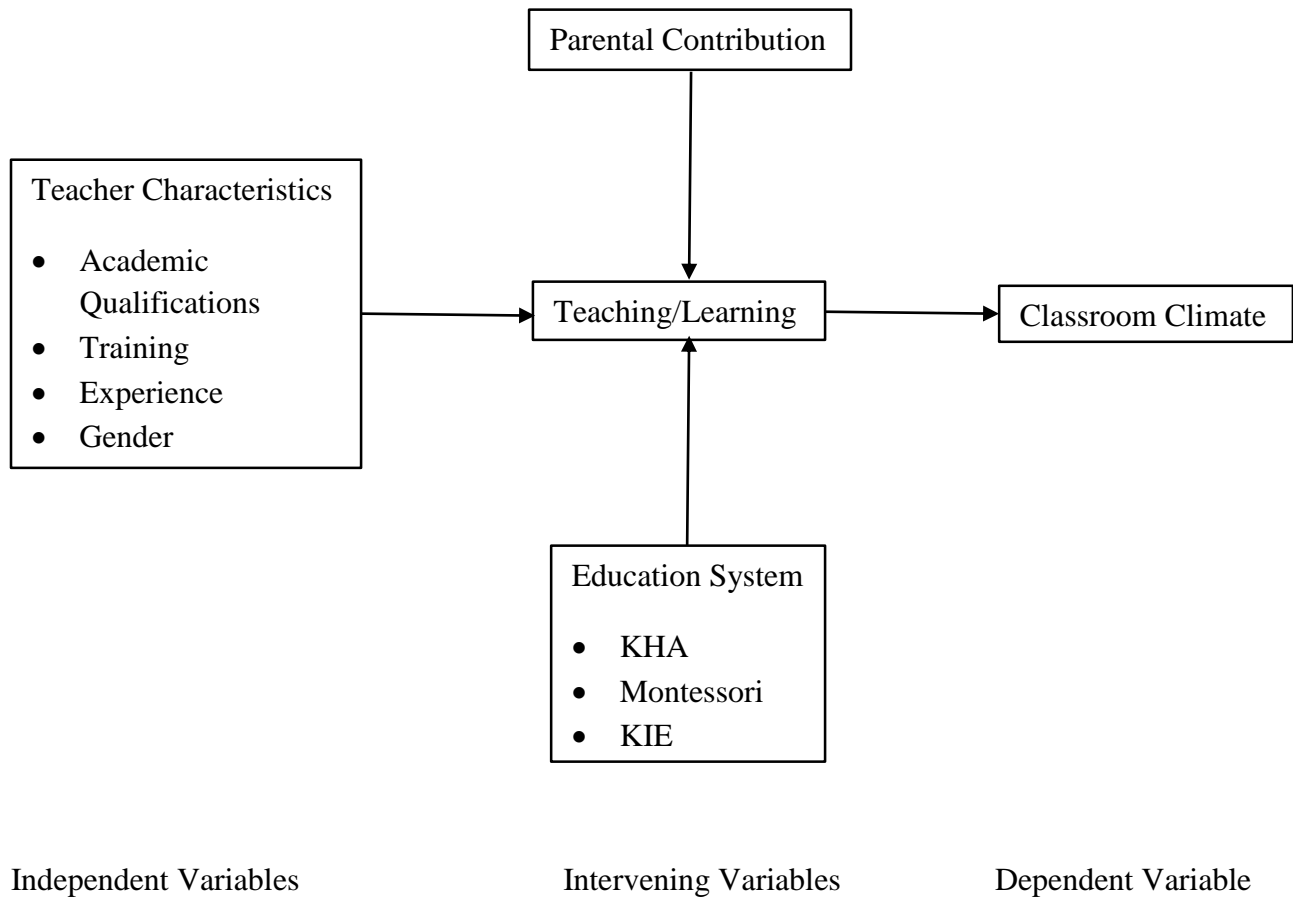 Parental Contribution
Teacher Characteristics
• Academic
Qualifications
• Training
• Experience
• Gender
Teaching/Learning
Classroom Climate
Education System
• KHA
• Montessori
• KIE
Independent Variables
Intervening Variables
Dependent Variable